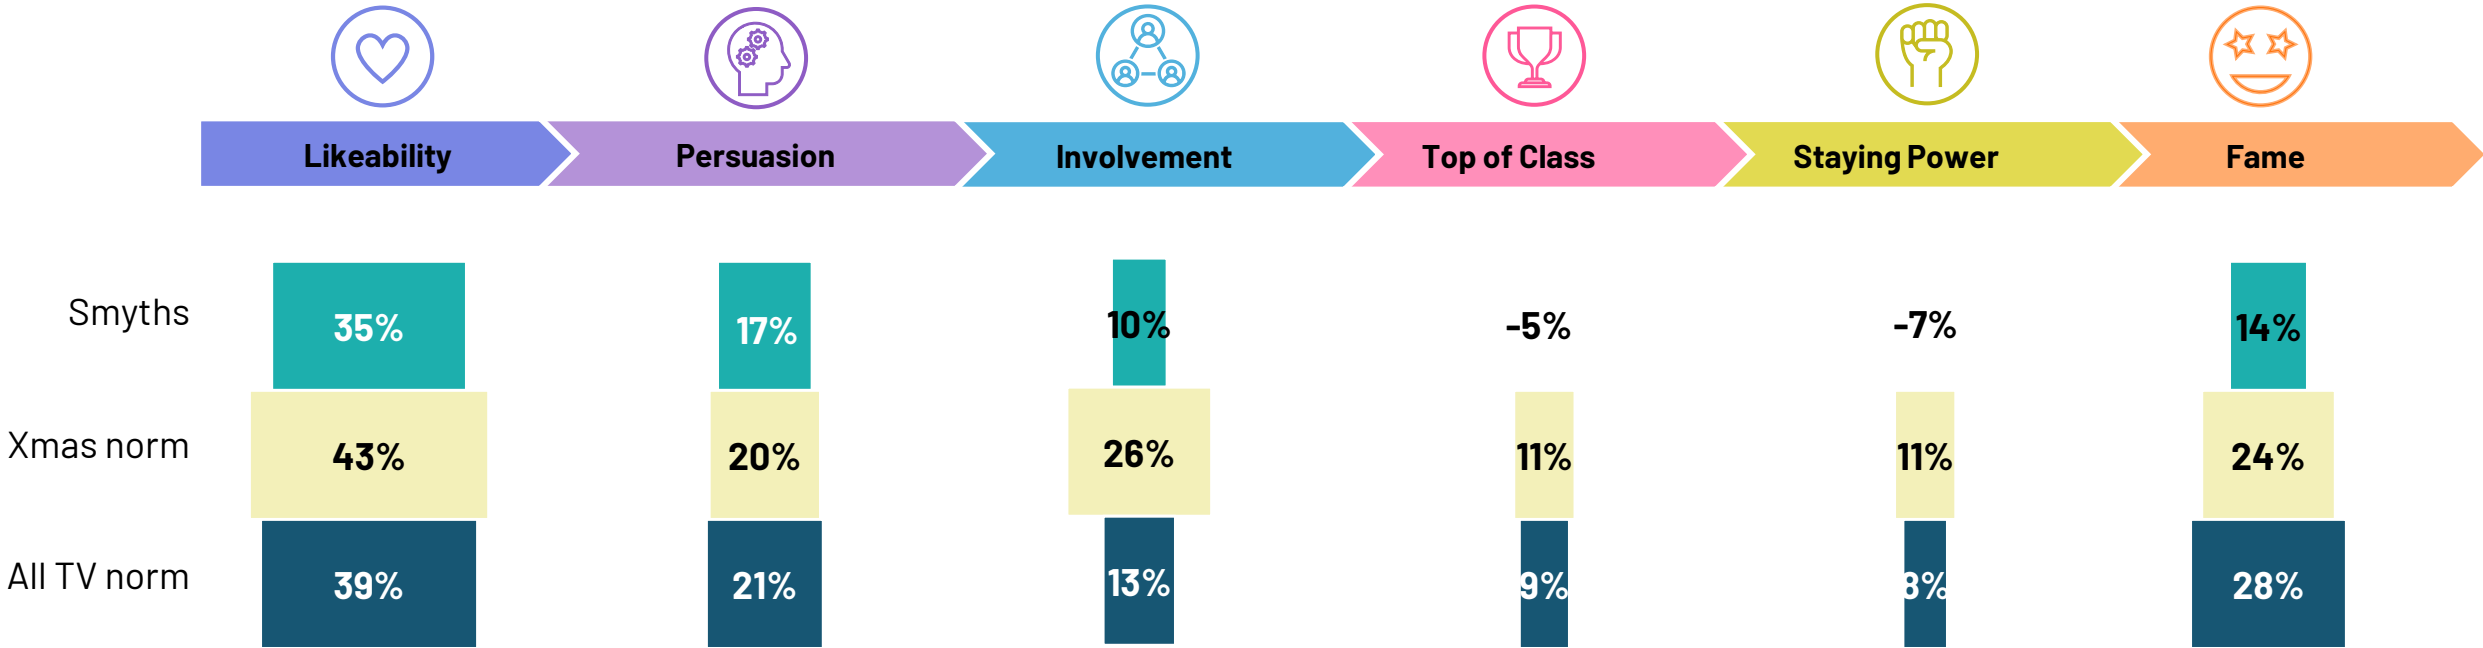 Likeability Persuasion Involvement Top of Class Staying Power Fame
Smyths 35% 17% 10% -5% -7% 14%
Xmas norm 43% 20% 26% 11% 11% 24%
All TV norm 39% 21% 13% 9% 8% 28%